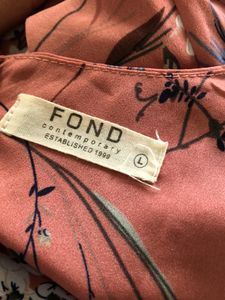 FOND
contemporary
ESTABLISHED 1999
L